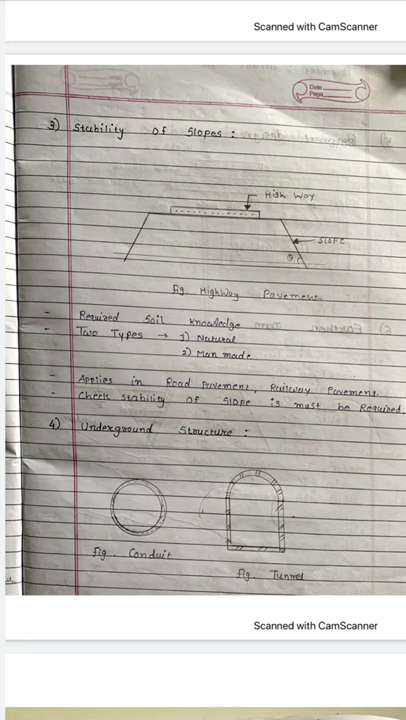 Scanned with CamScanner
Date
Page
3) Stability of Slopes :
High Way
SLOPE
θ
fig. Highway Pavement.
- Required Soil knowledge
- Two Types → 1) Natural
2) Man made.
- Applies in Road Pavement, Railway Pavement.
- Check stability of slope is must be Required.
4) Underground Structure :
fig. Conduit
fig. Tunnel
Scanned with CamScanner